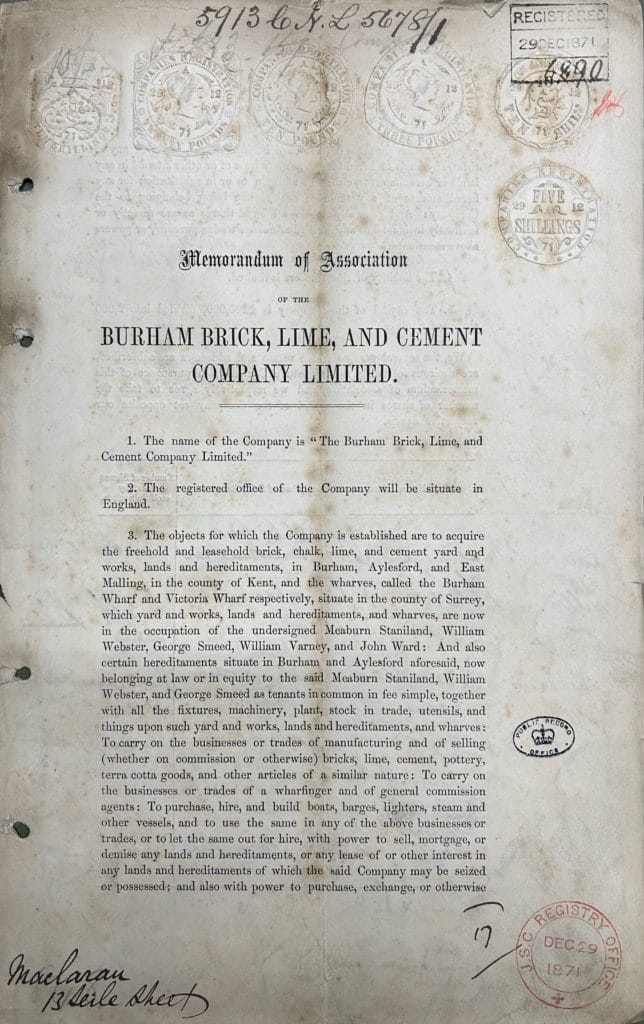 5913 C.N.L 5678/1
REGISTERED
29DEC1871
6890
COMPANIES REGISTRATION
29 12
71
TEN POUNDS
THREE POUNDS
TEN SHILLS
COMPANIES REGISTRATION
FIVE
29 12
SHILLINGS
71
Memorandum of Association
OF THE
BURHAM BRICK, LIME, AND CEMENT
COMPANY LIMITED.
1. The name of the Company is "The Burham Brick, Lime, and
Cement Company Limited."
2. The registered office of the Company will be situate in
England.
3. The objects for which the Company is established are to acquire
the freehold and leasehold brick, chalk, lime, and cement yard and
works, lands and hereditaments, in Burham, Aylesford, and East
Malling, in the county of Kent, and the wharves, called the Burham
Wharf and Victoria Wharf respectively, situate in the county of Surrey,
which yard and works, lands and hereditaments, and wharves, are now
in the occupation of the undersigned Meaburn Staniland, William
Webster, George Smeed, William Varney, and John Ward: And also
certain hereditaments situate in Burham and Aylesford aforesaid, now
belonging at law or in equity to the said Meaburn Staniland, William
Webster, and George Smeed as tenants in common in fee simple, together
with all the fixtures, machinery, plant, stock in trade, utensils, and
things upon such yard and works, lands and hereditaments, and wharves:
To carry on the businesses or trades of manufacturing and of selling
(whether on commission or otherwise) bricks, lime, cement, pottery,
terra cotta goods, and other articles of a similar nature: To carry on
the businesses or trades of a wharfinger and of general commission
agents: To purchase, hire, and build boats, barges, lighters, steam and
other vessels, and to use the same in any of the above businesses or
trades, or to let the same out for hire, with power to sell, mortgage, or
demise any lands and hereditaments, or any lease of or other interest in
any lands and hereditaments of which the said Company may be seized
or possessed; and also with power to purchase, exchange, or otherwise
PUBLIC RECORD
OFFICE
J.S.C REGISTRY OFFICE
DEC 29
1871
Maclaran
13